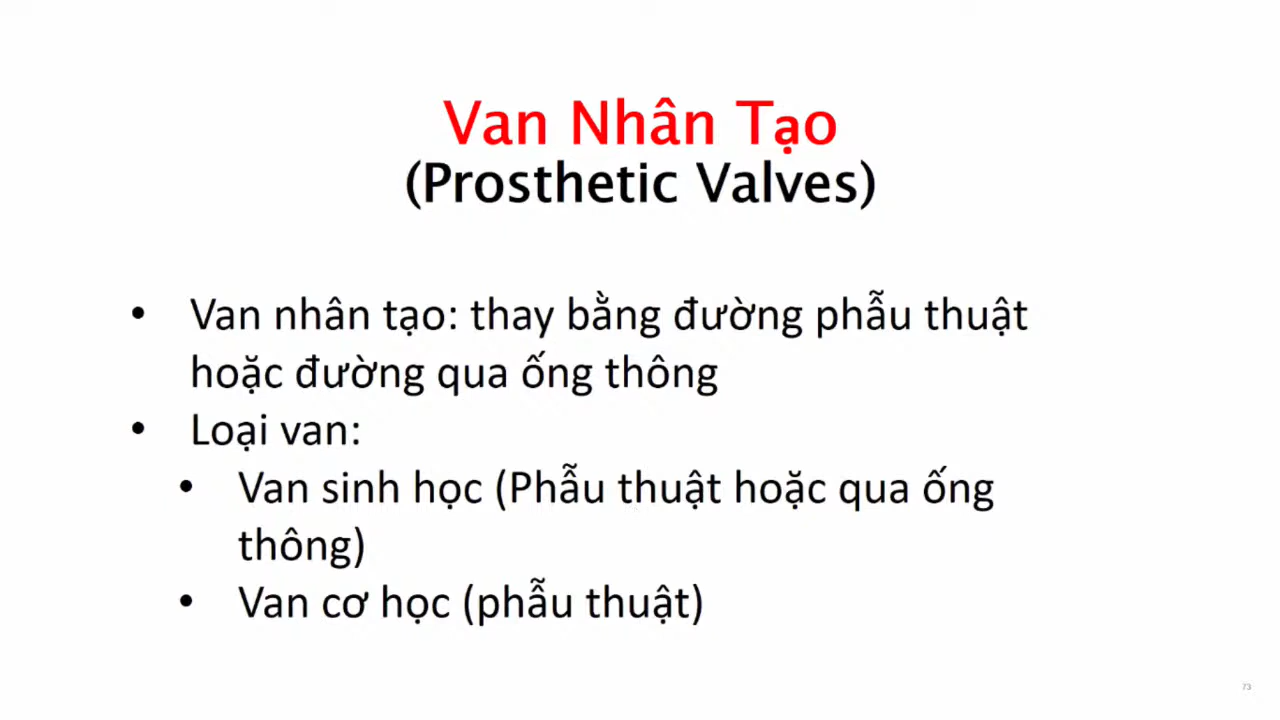 Van Nhân Tạo
(Prosthetic Valves)
• Van nhân tạo: thay bằng đường phẫu thuật
hoặc đường qua ống thông
• Loại van:
• Van sinh học (Phẫu thuật hoặc qua ống
thông)
• Van cơ học (phẫu thuật)
73